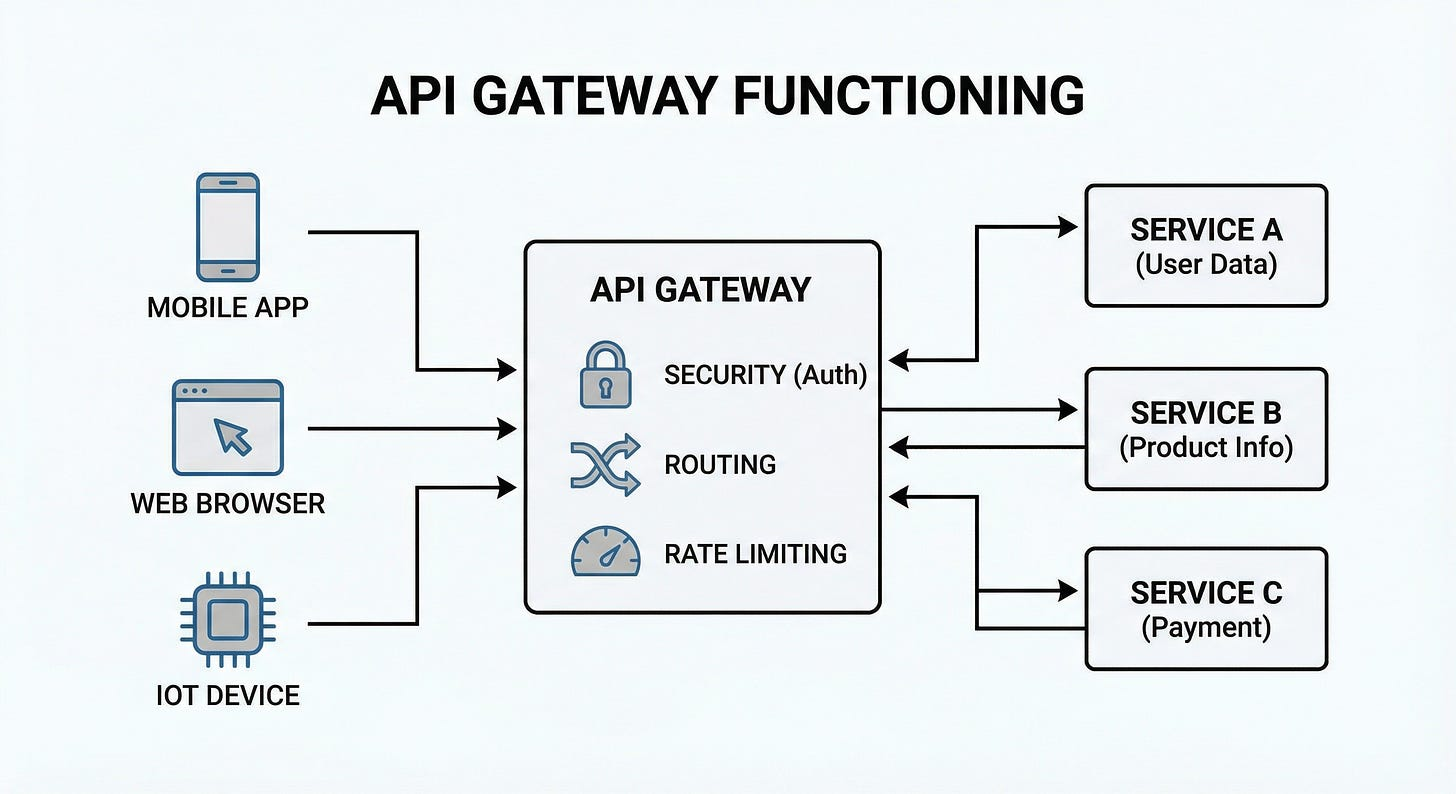 API GATEWAY FUNCTIONING
MOBILE APP
WEB BROWSER
IOT DEVICE
API GATEWAY
SECURITY (Auth)
ROUTING
RATE LIMITING
SERVICE A
(User Data)
SERVICE B
(Product Info)
SERVICE C
(Payment)